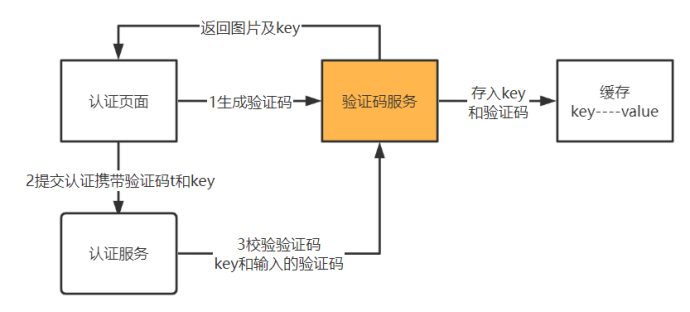 返回图片及key
认证页面
1生成验证码
验证码服务
存入key
和验证码
缓存
key----value
2提交认证携带验证码t和key
认证服务
3校验验证码
key和输入的验证码